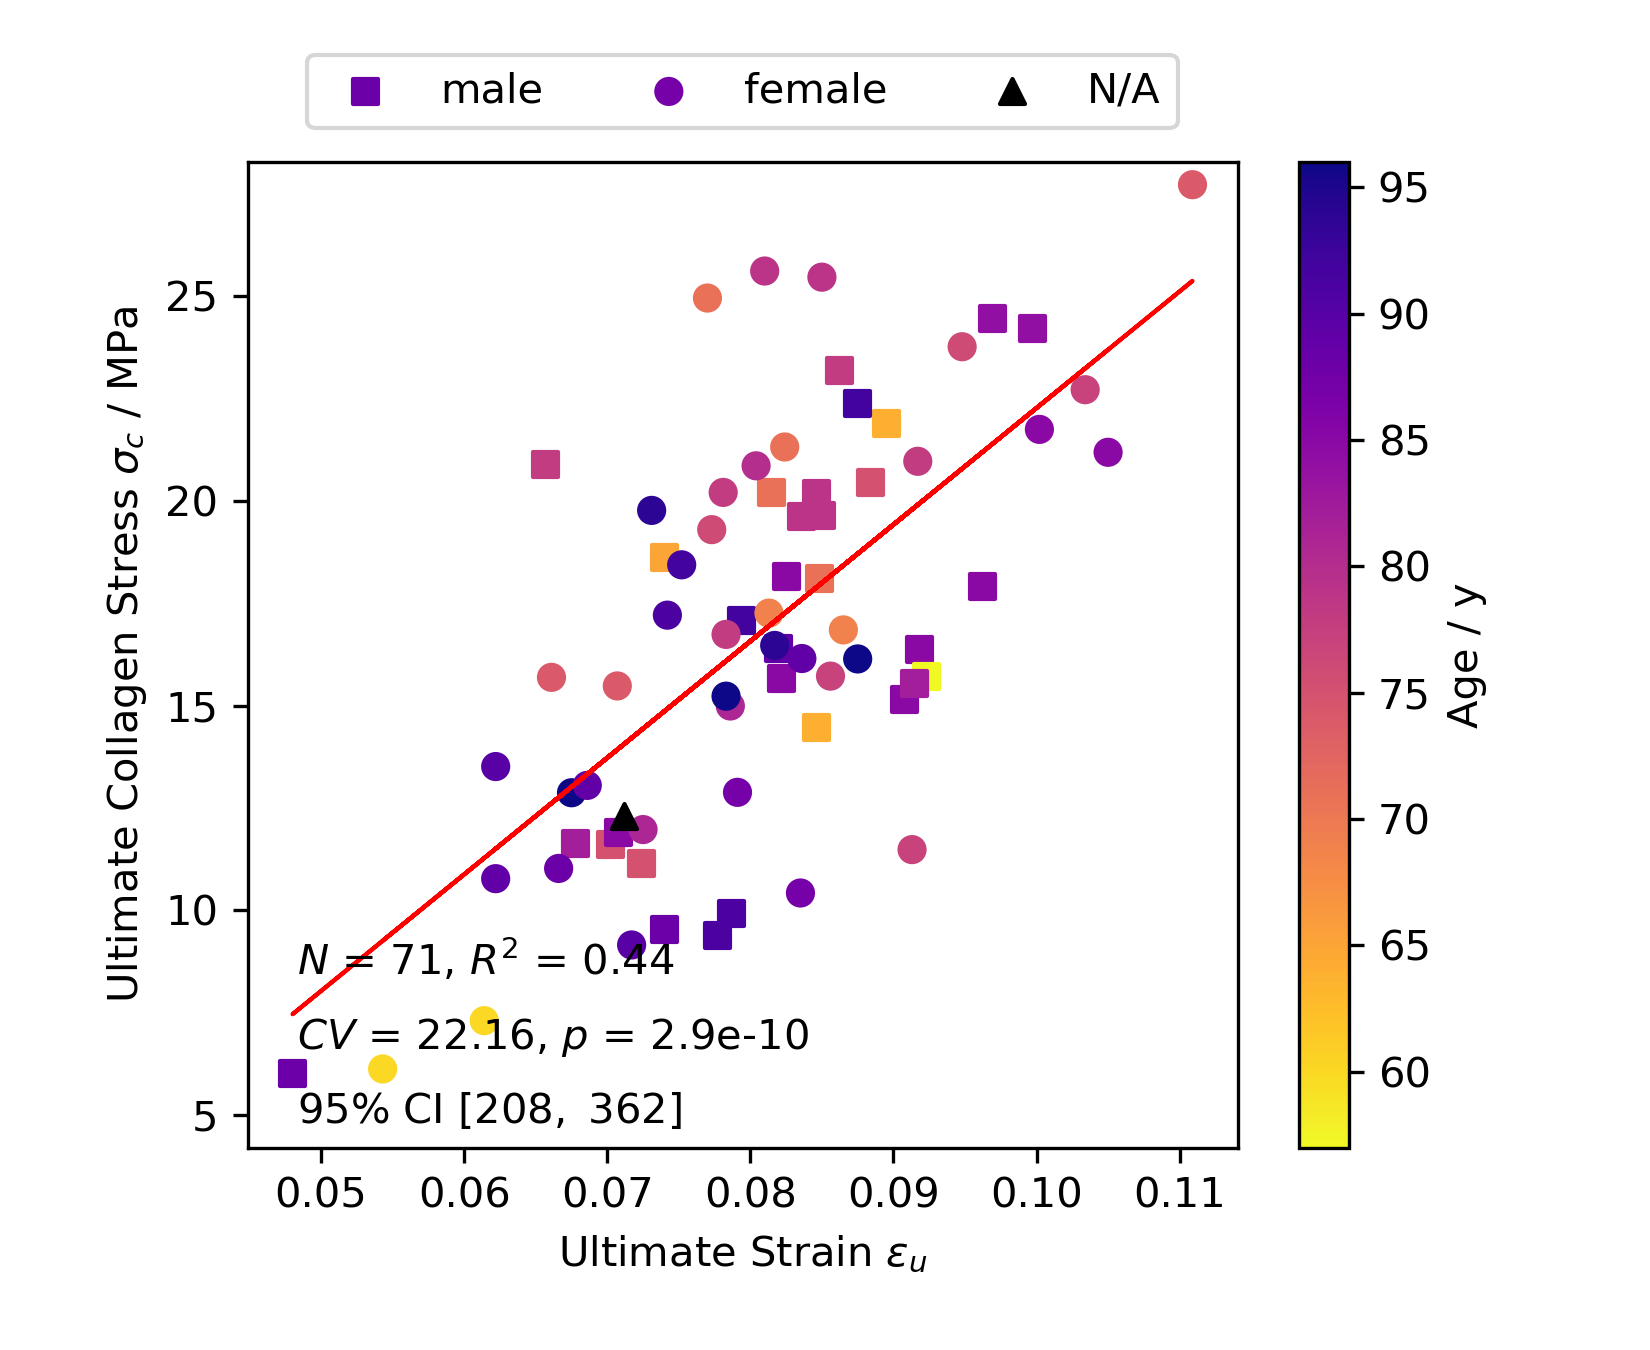 male female N/A
Ultimate Collagen Stress σc / MPa
25
20
15
10
5
N = 71, R² = 0.44
CV = 22.16, p = 2.9e-10
95% CI [208, 362]
0.05 0.06 0.07 0.08 0.09 0.10 0.11
Ultimate Strain εu
95
90
85
80
75
70
65
60
Age / y